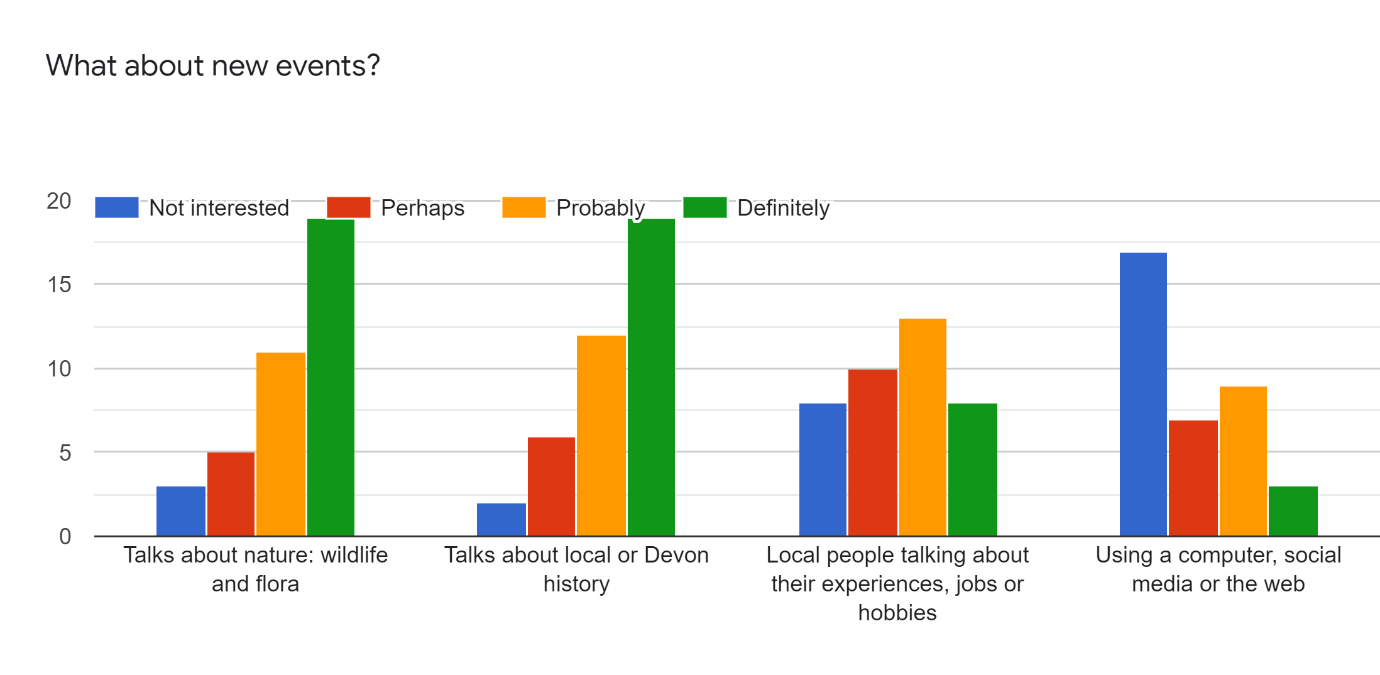 What about new events?
20
Not interested Perhaps Probably Definitely
15
10
5
0
Talks about nature: wildlife
and flora
Talks about local or Devon
history
Local people talking about
their experiences, jobs or
hobbies
Using a computer, social
media or the web